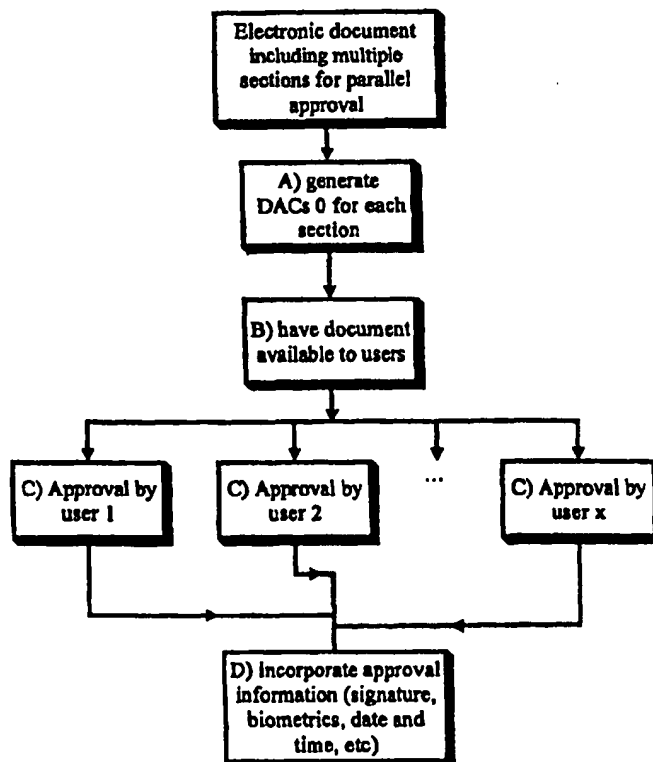 Electronic document
including multiple
sections for parallel
approval
A) generate
DACs 0 for each
section
B) have document
available to users
C) Approval by
user 1
C) Approval by
user 2
...
C) Approval by
user x
D) Incorporate approval
information (signature,
biometrics, date and
time, etc)